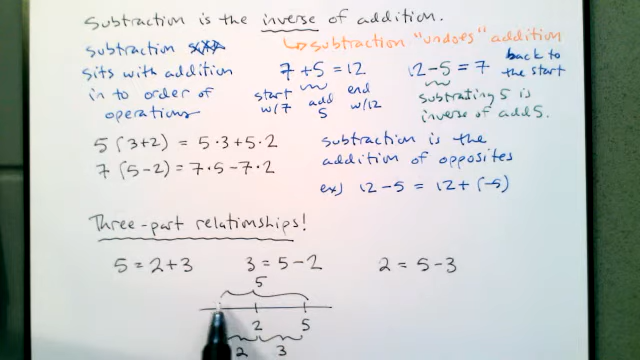 Subtraction is the inverse of addition.
↳ subtraction "undoes" addition
subtraction
sits with addition
in to order of
operations
7 + 5 = 12
start w/7
add 5
end w/12
12 - 5 = 7
back to
the start
subtrating 5 is
inverse of add 5.
5 (3+2) = 5·3+5·2
7 (5-2) = 7·5-7·2
subtraction is the
addition of opposites
ex) 12 - 5 = 12 + (-5)
Three-part relationships!
5 = 2+3
3 = 5-2
2 = 5-3
5
2
5
2
3